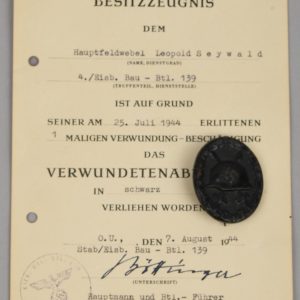 BESITZZEUGNIS
DEM
Hauptfeldwebel Leopold Seywald
(NAME, DIENSTGRAD)
4./Eisb. Bau - Btl. 139
(TRUPPENTEIL, DIENSTSTELLE)
IST AUF GRUND
SEINER AM 25. Juli 1944 ERLITTENEN
1 MALIGEN VERWUNDUNG-BESCHÄDIGUNG
DAS
VERWUNDETENAB
IN schwarz
VERLIEHEN WORDEN
O.U., DEN 7. August 1944
Stab/Eisb. Bau - Btl. 139
(UNTERSCHRIFT)
Hauptmann und Btl.- Führer